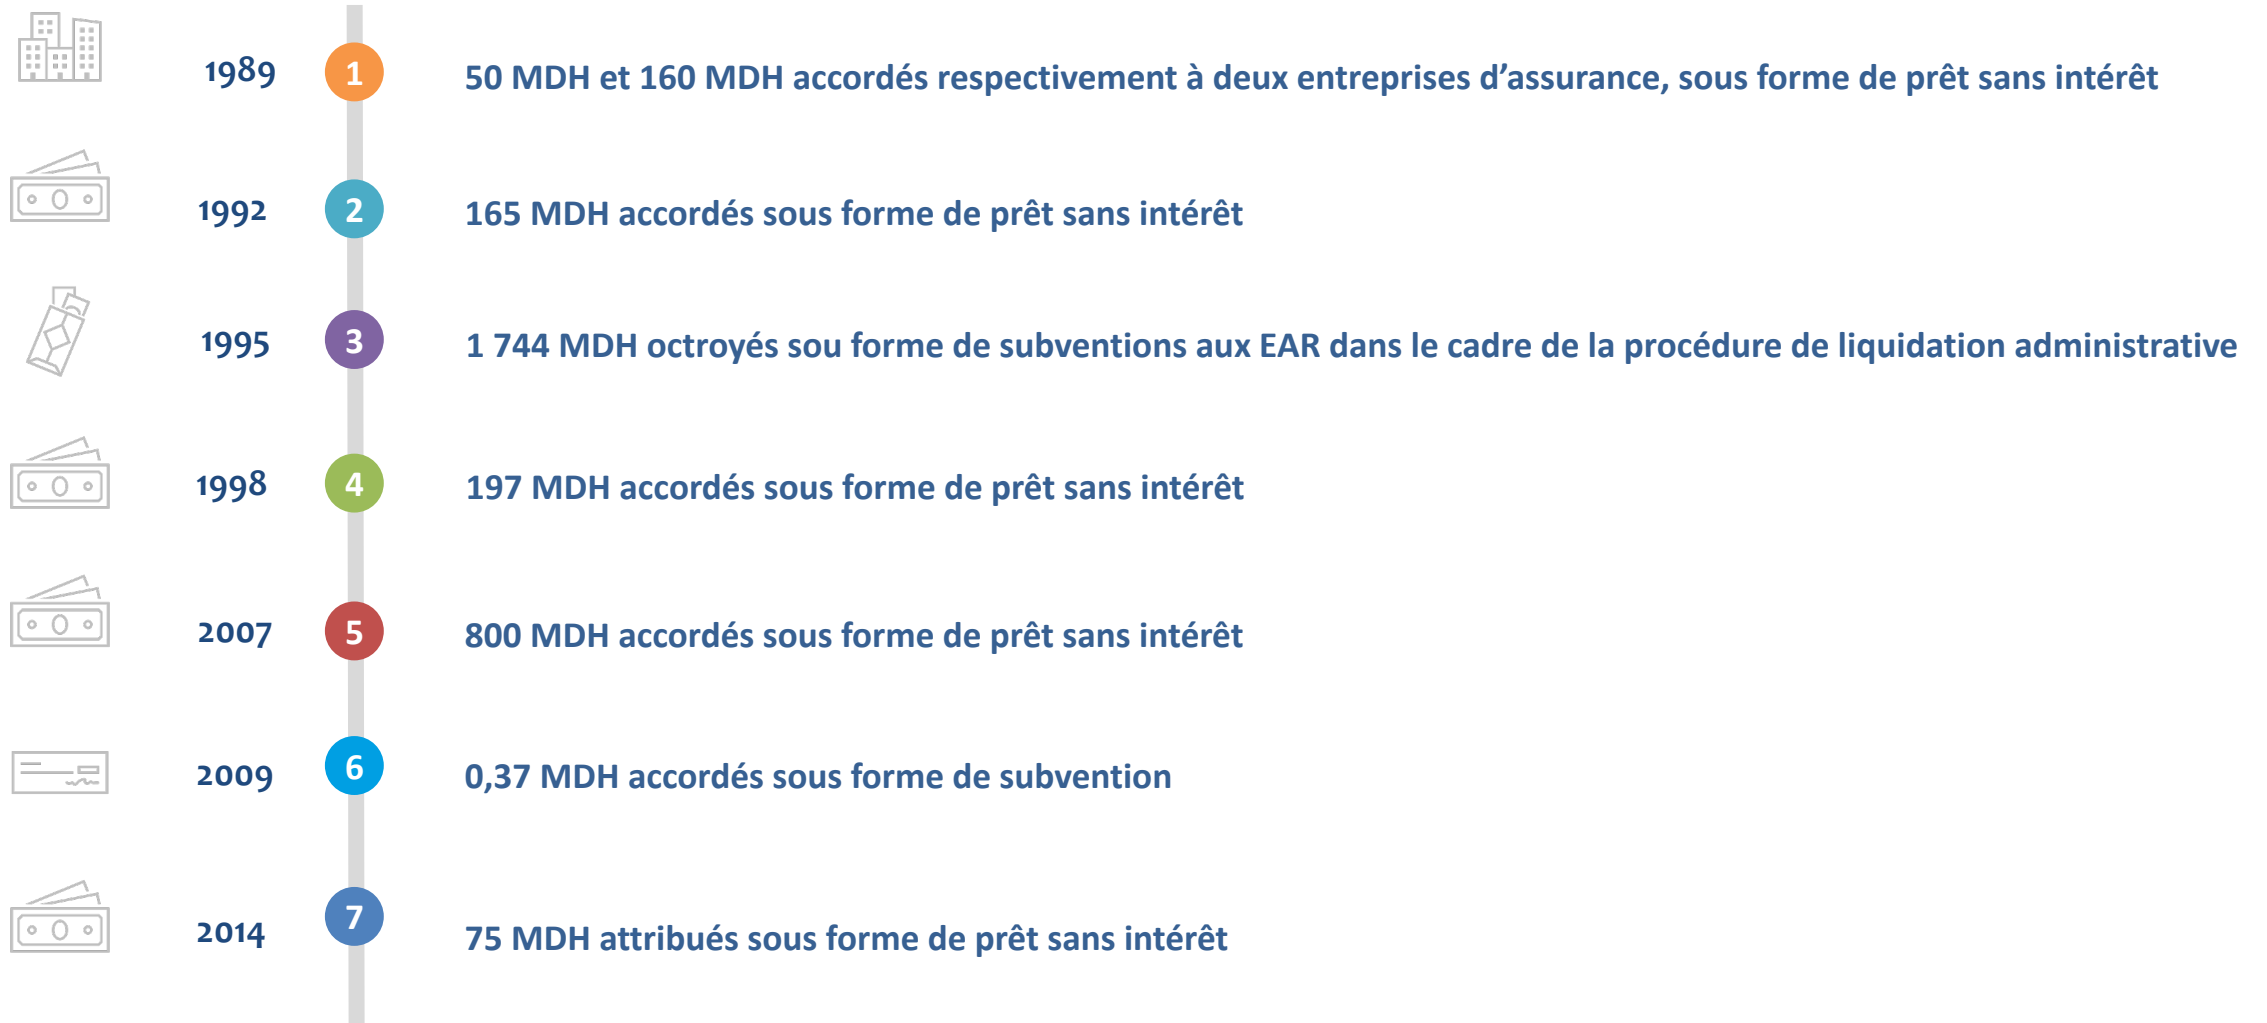 1989 1 50 MDH et 160 MDH accordés respectivement à deux entreprises d’assurance, sous forme de prêt sans intérêt
1992 2 165 MDH accordés sous forme de prêt sans intérêt
1995 3 1 744 MDH octroyés sou forme de subventions aux EAR dans le cadre de la procédure de liquidation administrative
1998 4 197 MDH accordés sous forme de prêt sans intérêt
2007 5 800 MDH accordés sous forme de prêt sans intérêt
2009 6 0,37 MDH accordés sous forme de subvention
2014 7 75 MDH attribués sous forme de prêt sans intérêt